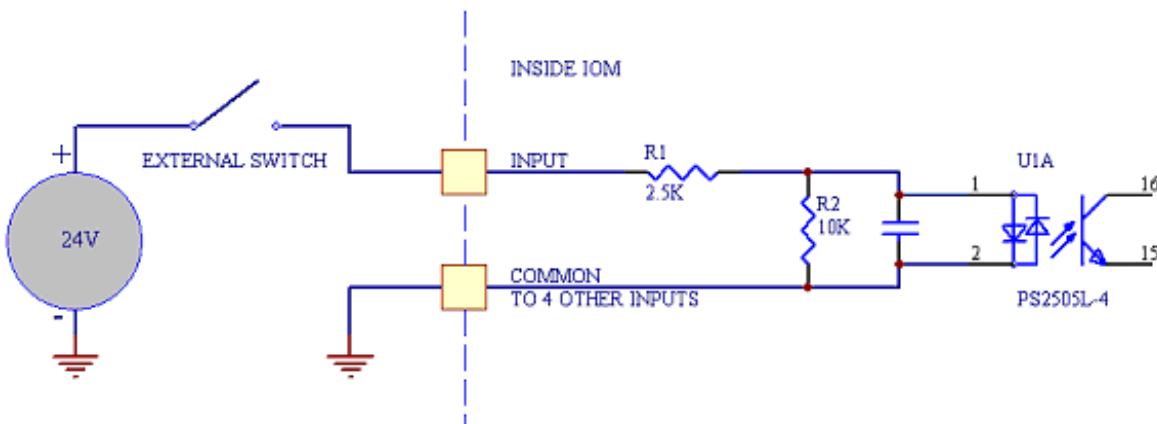 INSIDE IOM
+
EXTERNAL SWITCH
24V
-
INPUT
R1
2.5K
R2
10K
COMMON
TO 4 OTHER INPUTS
U1A
1
2
16
15
PS2505L-4